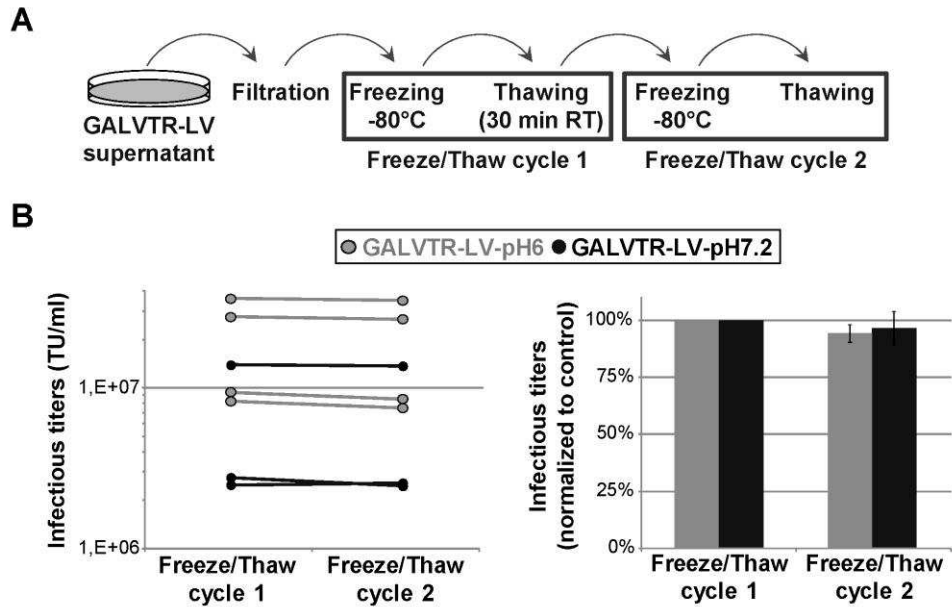 A
GALVTR-LV
supernatant
Filtration
Freezing
-80°C
Thawing
(30 min RT)
Freeze/Thaw cycle 1
Freezing
-80°C
Thawing
Freeze/Thaw cycle 2
B
GALVTR-LV-pH6 GALVTR-LV-pH7.2
Infectious titers (TU/ml)
1,E+07
1,E+06
Freeze/Thaw
cycle 1
Freeze/Thaw
cycle 2
Infectious titers
(normalized to control)
100%
75%
50%
25%
0%
Freeze/Thaw
cycle 1
Freeze/Thaw
cycle 2